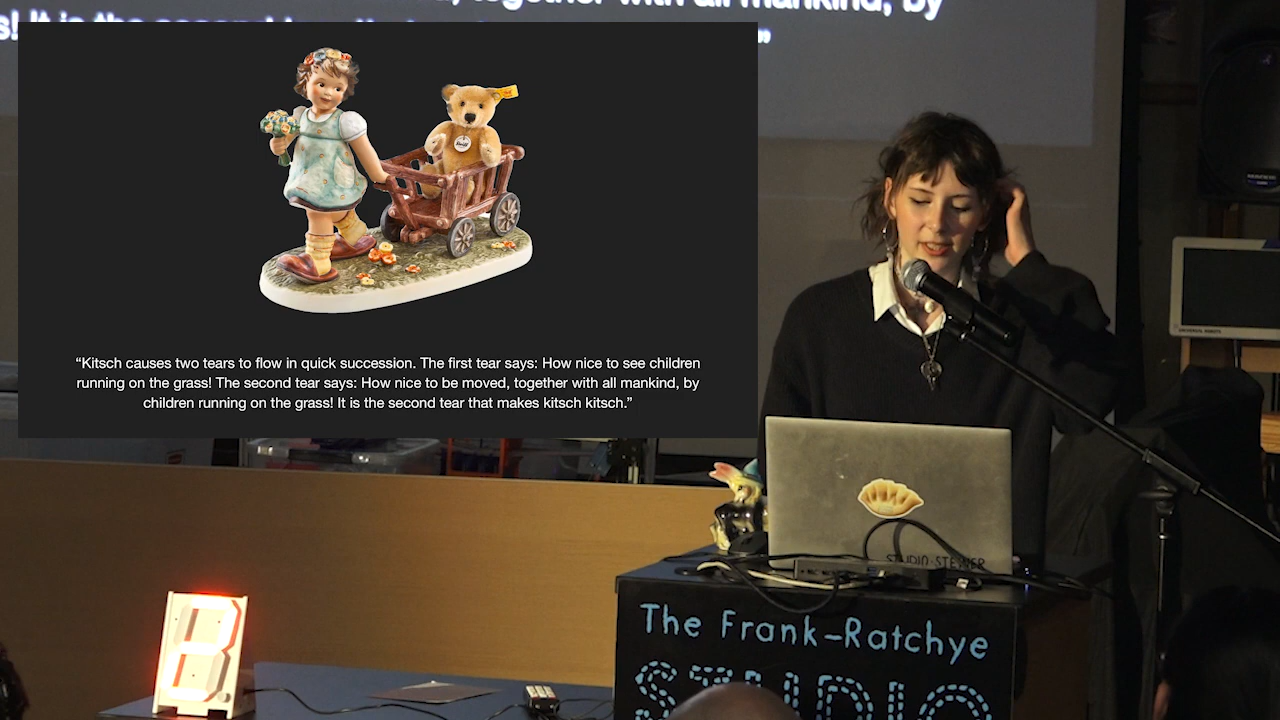 together with all mankind, by
s! It is the
"Kitsch causes two tears to flow in quick succession. The first tear says: How nice to see children
running on the grass! The second tear says: How nice to be moved, together with all mankind, by
children running on the grass! It is the second tear that makes kitsch kitsch."
STUDIO-STEWER
The Frank-Ratchye
STUDIO
2